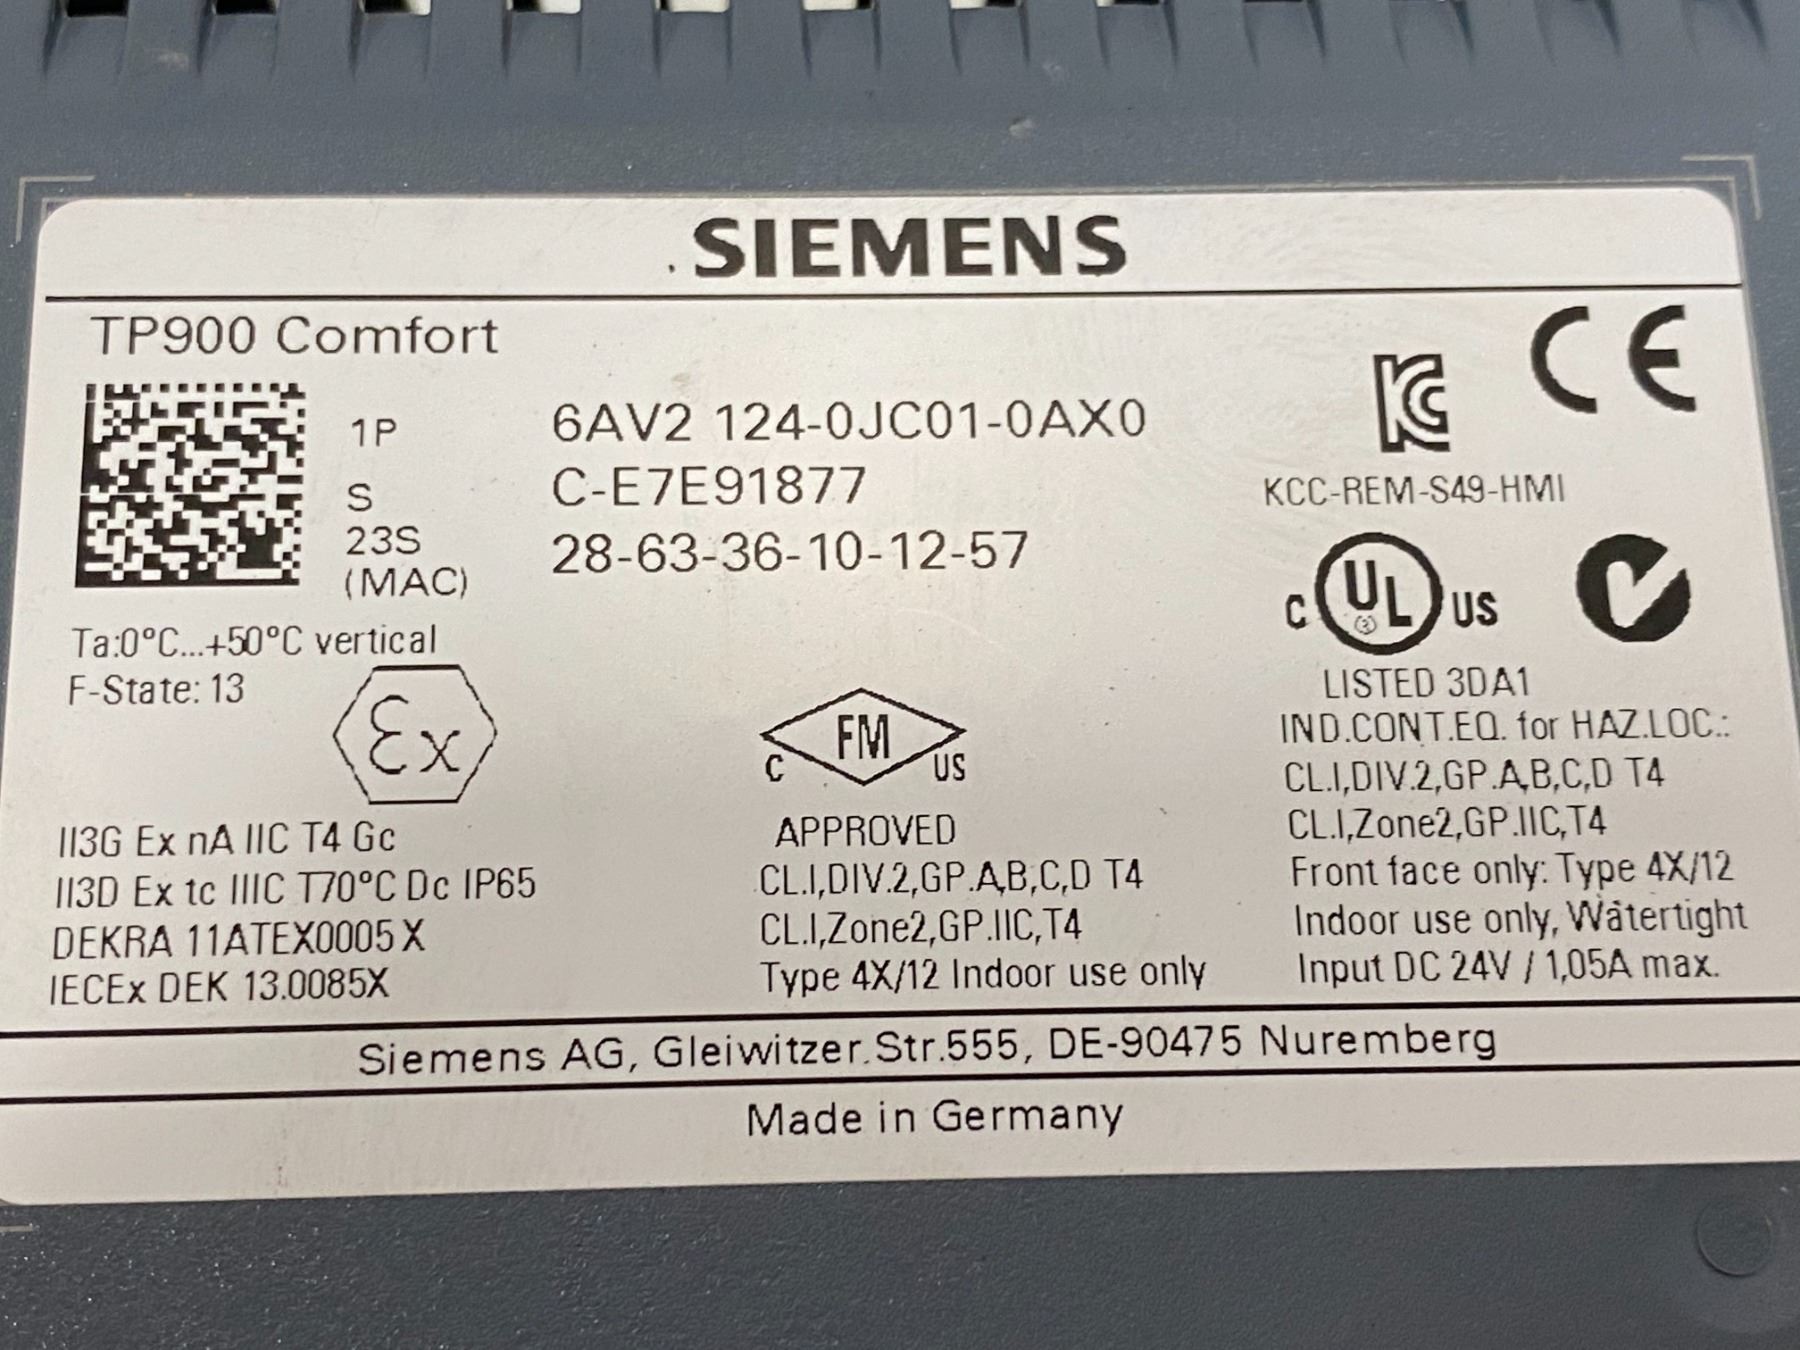 SIEMENS
TP900 Comfort
1P 6AV2 124-0JC01-0AX0
S C-E7E91877
23S 28-63-36-10-12-57
(MAC)
Ta:0°C...+50°C vertical
F-State: 13
Ex
II3G Ex nA IIC T4 Gc
II3D Ex tc IIIC T70°C Dc IP65
DEKRA 11ATEX0005 X
IECEx DEK 13.0085X
C FM US
APPROVED
CL.I,DIV.2,GP.A,B,C,D T4
CL.I,Zone2,GP.IIC,T4
Type 4X/12 Indoor use only
CE
KC
KCC-REM-S49-HMI
C UL US
LISTED 3DA1
IND.CONT.EQ. for HAZ.LOC.:
CL.I,DIV.2,GP.A,B,C,D T4
CL.I,Zone2,GP.IIC,T4
Front face only: Type 4X/12
Indoor use only, Watertight
Input DC 24V / 1,05A max.
Siemens AG, Gleiwitzer Str.555, DE-90475 Nuremberg
Made in Germany